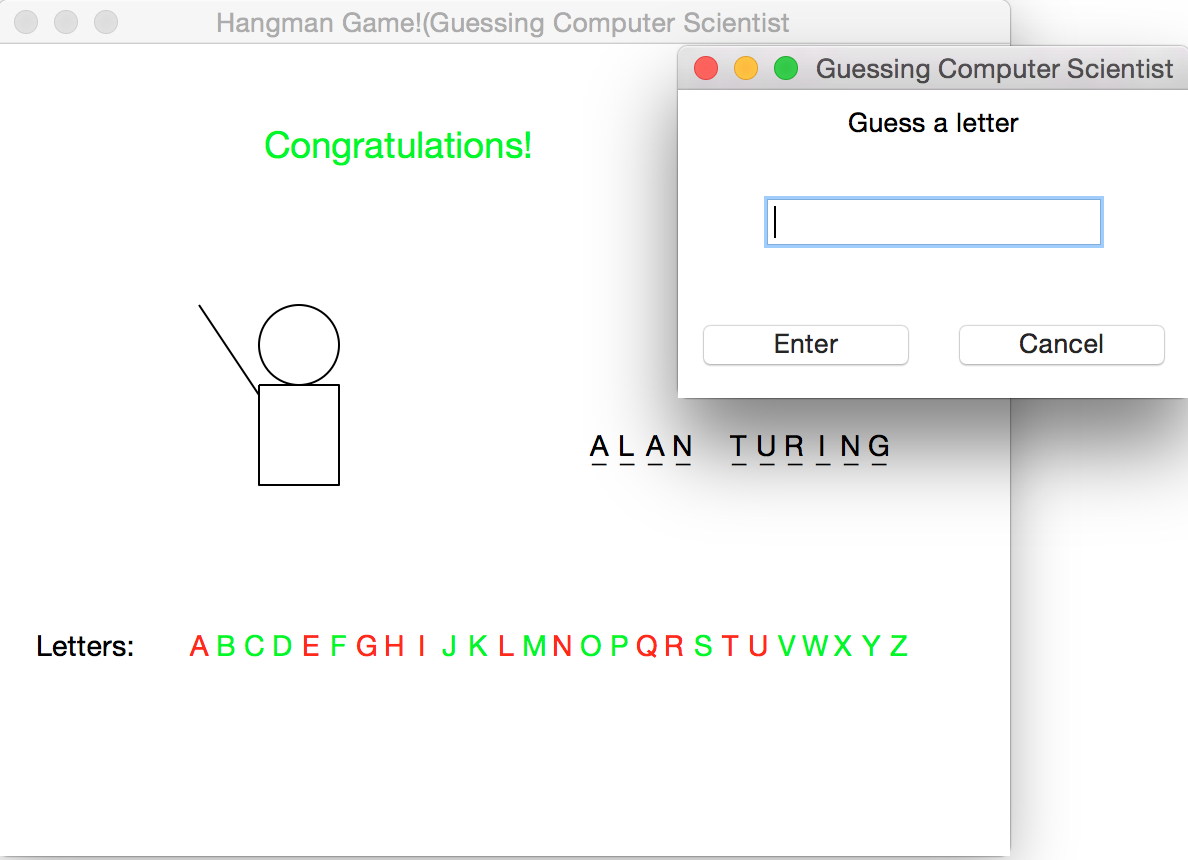 Hangman Game!(Guessing Computer Scientist
Guessing Computer Scientist
Guess a letter
Enter Cancel
Congratulations!
A L A N T U R I N G
Letters: A B C D E F G H I J K L M N O P Q R S T U V W X Y Z